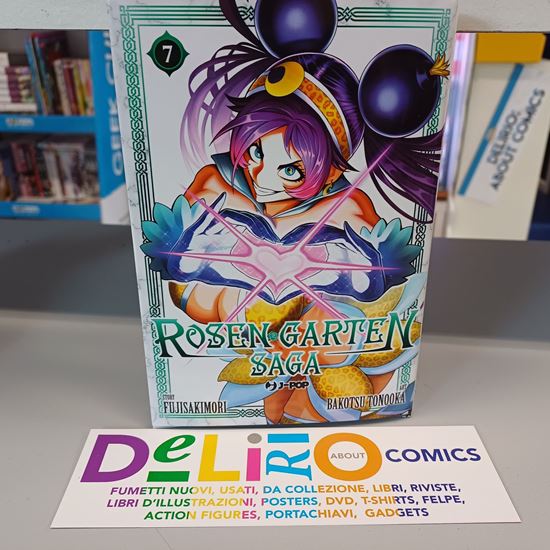 7
DELIRIO:
ABOUT COMICS
ROSEN GARTEN
SAGA
J-POP
STORY
FUJISAKIMORI
ART
BAKOTSU TONOOKA
DeLiRiO
ABOUT
COMICS
FUMETTI NUOVI, USATI, DA COLLEZIONE, LIBRI, RIVISTE,
LIBRI D'ILLUSTRAZIONI, POSTERS, DVD, T-SHIRTS, FELPE,
ACTION FIGURES, PORTACHIAVI, GADGETS